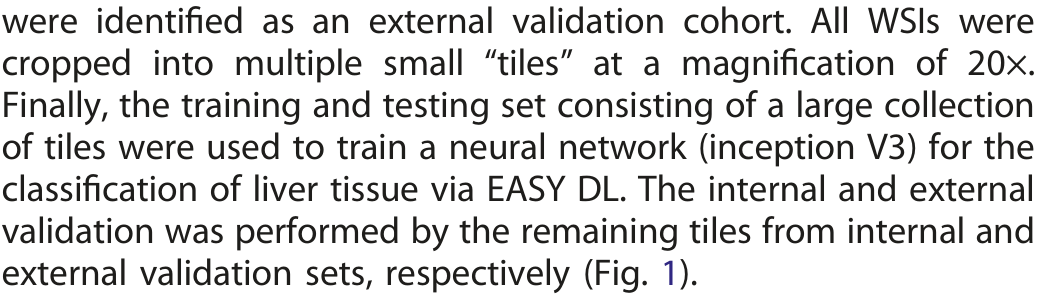 were identified as an external validation cohort. All WSIs were
cropped into multiple small “tiles” at a magnification of 20×.
Finally, the training and testing set consisting of a large collection
of tiles were used to train a neural network (inception V3) for the
classification of liver tissue via EASY DL. The internal and external
validation was performed by the remaining tiles from internal and
external validation sets, respectively (Fig. 1).